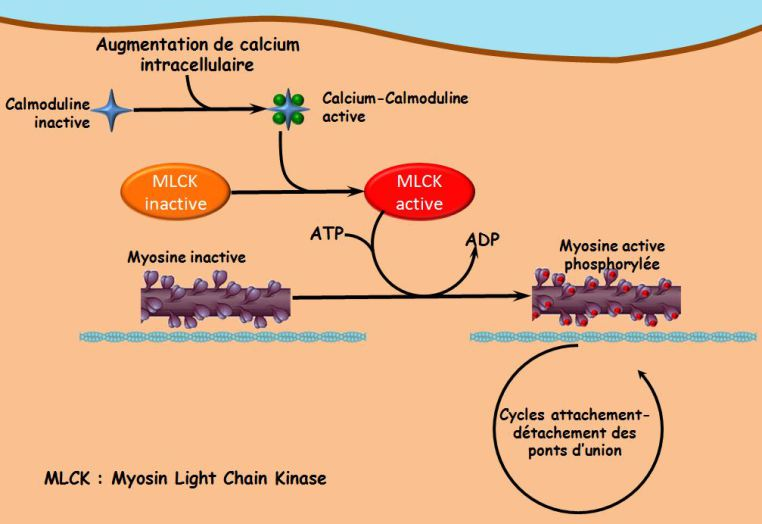 Augmentation de calcium
intracellulaire
Calmoduline
inactive
Calcium-Calmoduline
active
MLCK
inactive
MLCK
active
ATP
ADP
Myosine inactive
Myosine active
phosphorylée
Cycles attachement-
détachement des
ponts d'union
MLCK : Myosin Light Chain Kinase